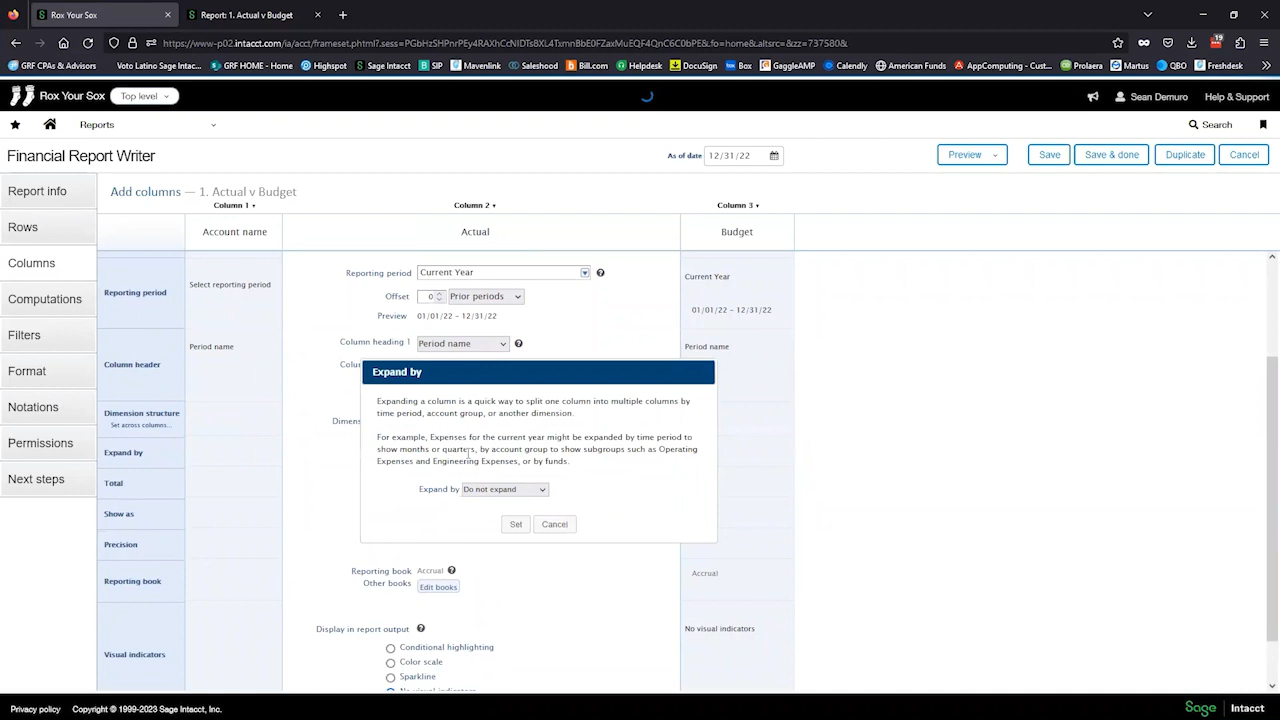 Rox Your Sox
Report: 1. Actual v Budget
https://www-p02.intacct.com/ia/acct/frameset.phtml?.sess=
GRF CPAs & Advisors
Voto Latino Sage Intacct...
GRF HOME - Home
Highspot
Sage Intacct
SIP
Mavenlink
Saleshood
Bill.com
Helpdesk
DocuSign
Box
GaggleAMP
Calendly
American Funds
AppComputing - Cust...
Prolaera
Dartus
QBO
Freshdesk
19
Rox Your Sox
Top level
Sean Demuro
Help & Support
Reports
Search
Financial Report Writer
As of date
12/31/22
Preview
Save
Save & done
Duplicate
Cancel
Report info
Rows
Columns
Computations
Filters
Format
Notations
Permissions
Next steps
Add columns — 1. Actual v Budget
Column 1
Column 2
Column 3
Account name
Actual
Budget
Reporting period
Select reporting period
Reporting period
Current Year
Current Year
Offset
0
Prior periods
Preview
01/01/22 - 12/31/22
01/01/22 - 12/31/22
Column header
Period name
Column heading 1
Period name
Period name
Colu
Dimension structure
Set across columns...
Dimens
Expand by
Total
Show as
Precision
Expand by
Expanding a column is a quick way to split one column into multiple columns by
time period, account group, or another dimension.
For example, Expenses for the current year might be expanded by time period to
show months or quarters, by account group to show subgroups such as Operating
Expenses and Engineering Expenses, or by funds.
Expand by
Do not expand
Set
Cancel
Reporting book
Reporting book
Accrual
Accrual
Other books
Edit books
Visual indicators
Display in report output
No visual indicators
Conditional highlighting
Color scale
Sparkline
No visual indicators
Privacy policy
Copyright © 1999-2023 Sage Intacct, Inc.
Sage
Intacct